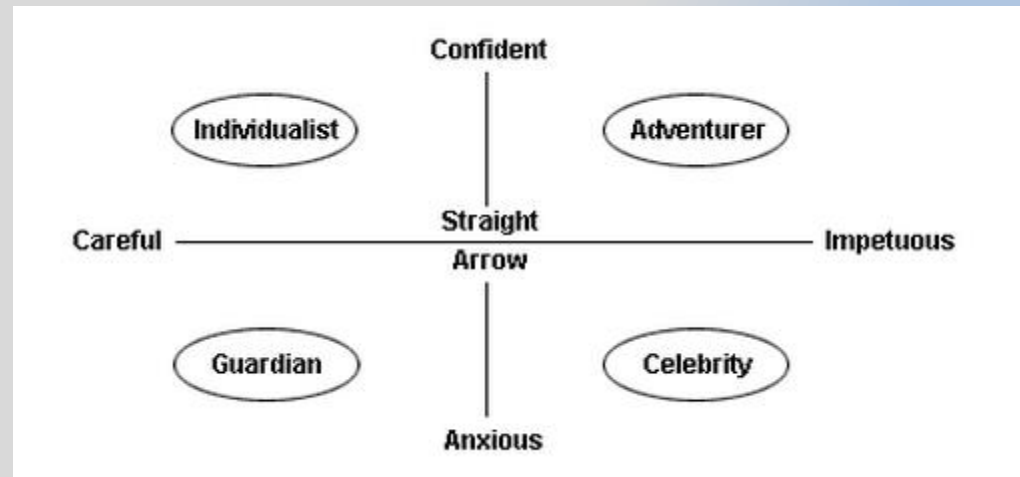 Confident
Individualist
Adventurer
Straight
Careful
Impetuous
Arrow
Guardian
Celebrity
Anxious